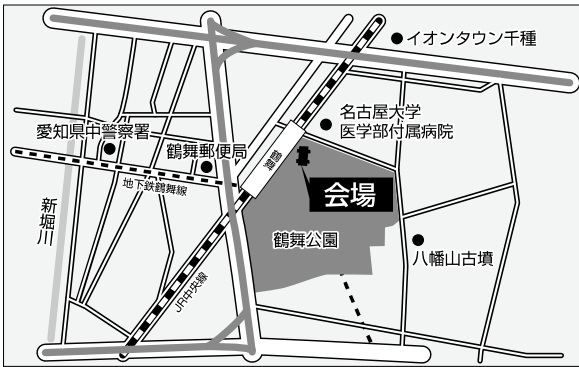 イオンタウン千種
名古屋大学
医学部付属病院
愛知県中警察署
鶴舞郵便局
鶴舞
地下鉄鶴舞線
会場
新堀川
鶴舞公園
八幡山古墳
JR中央線